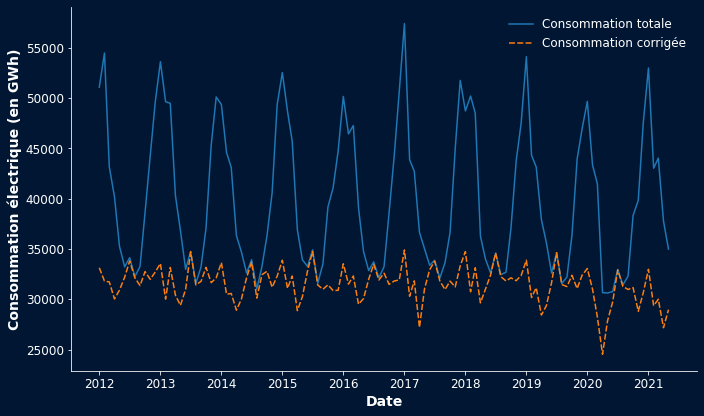 Consommation totale
Consommation corrigée
Consommation électrique (en GWh)
55000
50000
45000
40000
35000
30000
25000
2012 2013 2014 2015 2016 2017 2018 2019 2020 2021
Date